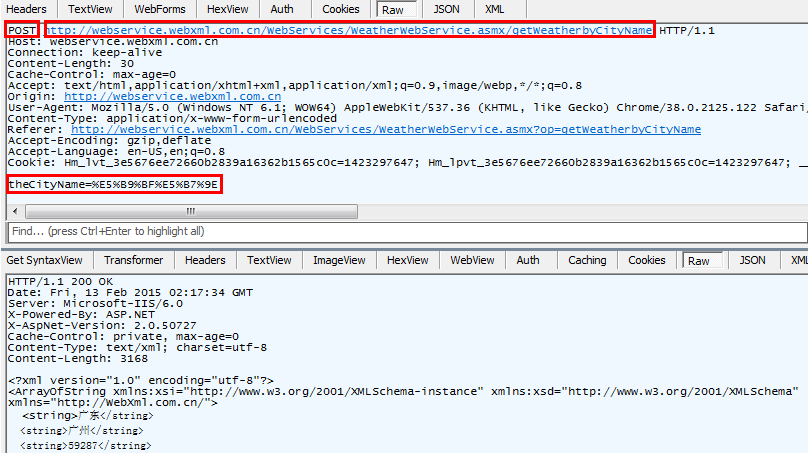 Headers TextView WebForms HexView Auth Cookies Raw JSON XML
POST http://webservice.webxml.com.cn/WebServices/WeatherWebService.asmx/getWeatherbyCityName HTTP/1.1
Host: webservice.webxml.com.cn
Connection: keep-alive
Content-Length: 30
Cache-Control: max-age=0
Accept: text/html,application/xhtml+xml,application/xml;q=0.9,image/webp,*/*;q=0.8
Origin: http://webservice.webxml.com.cn
User-Agent: Mozilla/5.0 (Windows NT 6.1; WOW64) AppleWebKit/537.36 (KHTML, like Gecko) Chrome/38.0.2125.122 Safari/
Content-Type: application/x-www-form-urlencoded
Referer: http://webservice.webxml.com.cn/WebServices/WeatherWebService.asmx?op=getWeatherbyCityName
Accept-Encoding: gzip,deflate
Accept-Language: en-US,en;q=0.8
Cookie: Hm_lvt_3e5676ee72660b2839a16362b1565c0c=1423297647; Hm_lpvt_3e5676ee72660b2839a16362b1565c0c=1423297647; __
theCityName=%E5%B9%BF%E5%B7%9E
Find... (press Ctrl+Enter to highlight all)
Get SyntaxView Transformer Headers TextView ImageView HexView WebView Auth Caching Cookies Raw JSON XML
HTTP/1.1 200 OK
Date: Fri, 13 Feb 2015 02:17:34 GMT
Server: Microsoft-IIS/6.0
X-Powered-By: ASP.NET
X-AspNet-Version: 2.0.50727
Cache-Control: private, max-age=0
Content-Type: text/xml; charset=utf-8
Content-Length: 3168
<?xml version="1.0" encoding="utf-8"?>
<ArrayOfString xmlns:xsi="http://www.w3.org/2001/XMLSchema-instance" xmlns:xsd="http://www.w3.org/2001/XMLSchema"
xmlns="http://WebXml.com.cn/">
<string>广东</string>
<string>广州</string>
<string>59287</string>